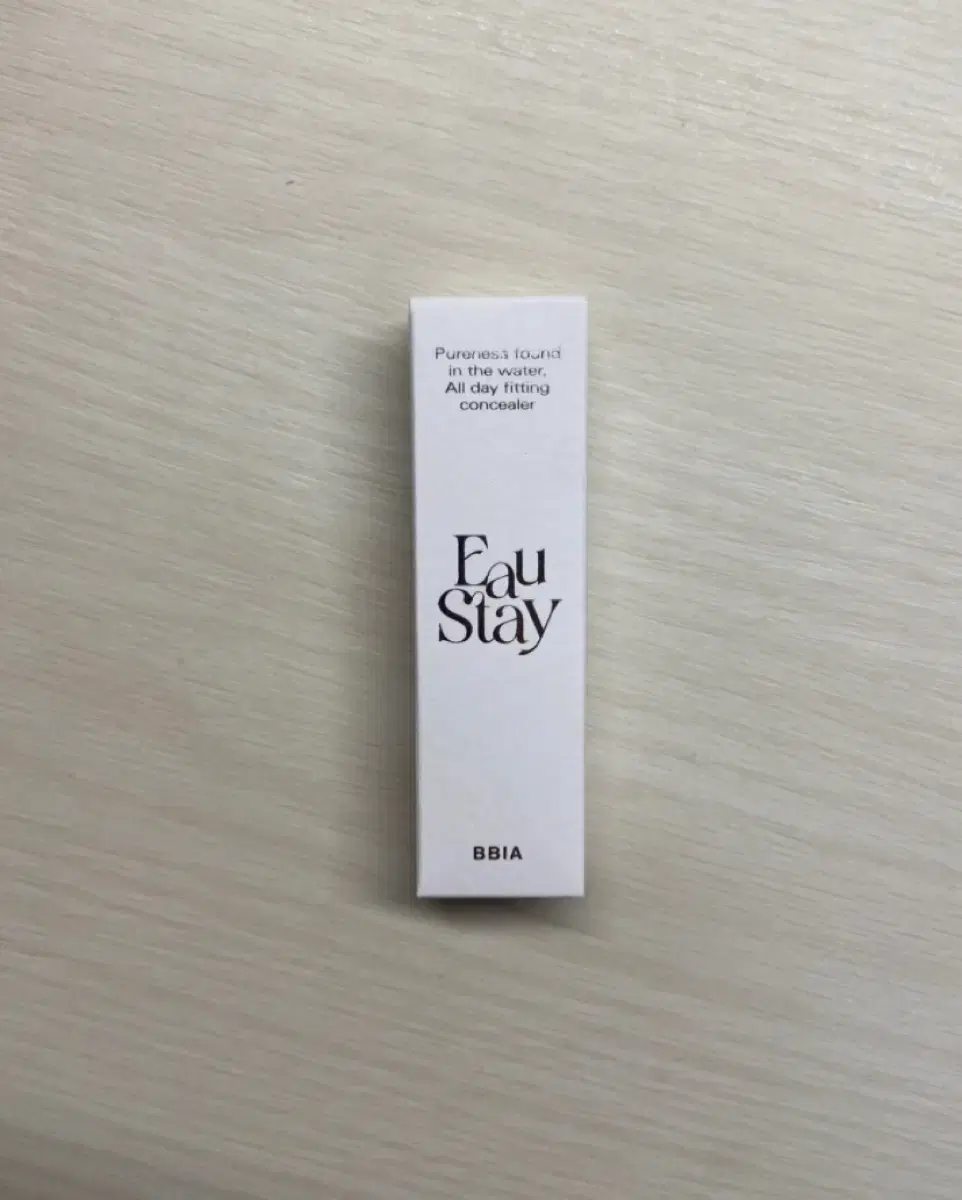 Pureness found
in the water.
All day fitting
concealer
Eau
Stay
BBIA